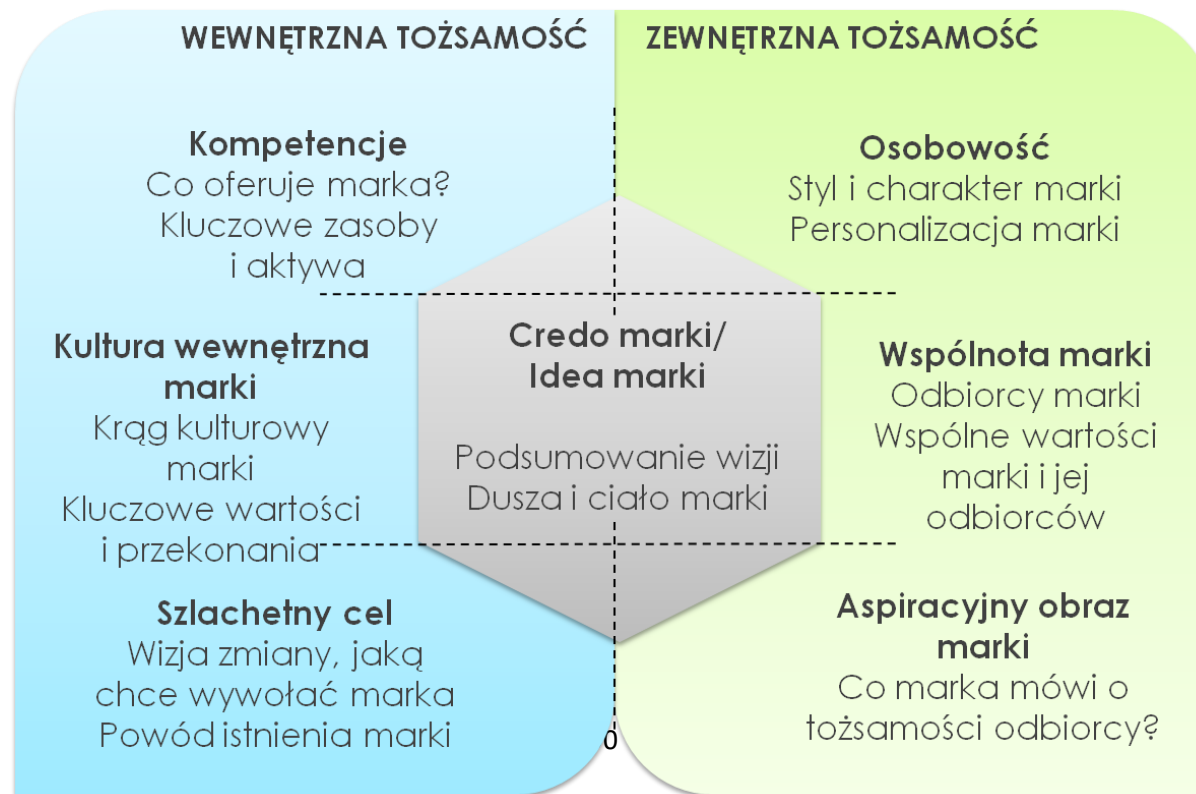 WEWNĘTRZNA TOŻSAMOŚĆ
ZEWNĘTRZNA TOŻSAMOŚĆ
Kompetencje
Co oferuje marka?
Kluczowe zasoby
i aktywa
Osobowość
Styl i charakter marki
Personalizacja marki
Kultura wewnętrzna
marki
Krąg kulturowy
marki
Kluczowe wartości
i przekonania
Credo marki/
Idea marki
Podsumowanie wizji
Dusza i ciało marki
Wspólnota marki
Odbiorcy marki
Wspólne wartości
marki i jej
odbiorców
Szlachetny cel
Wizja zmiany, jaką
chce wywołać marka
Powód istnienia marki
Aspiracyjny obraz
marki
Co marka mówi o
tożsamości odbiorcy?
0